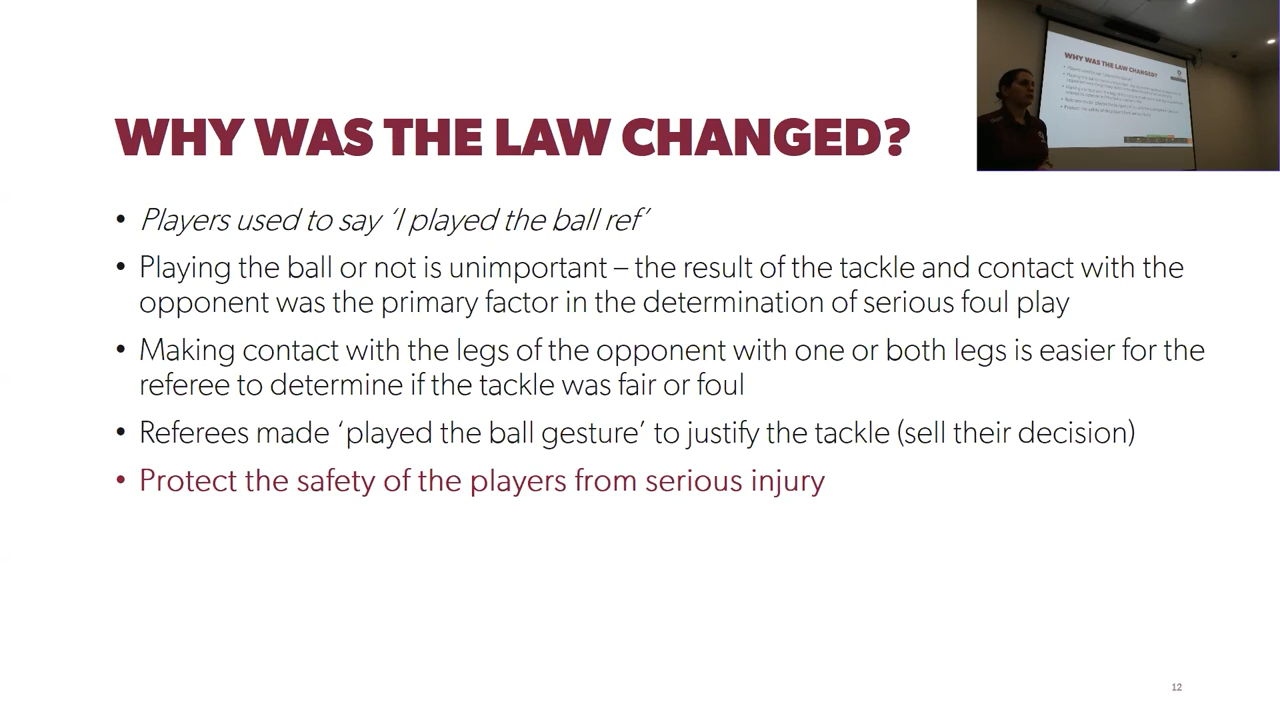 WHY WAS THE LAW CHANGED?
• Players used to say ‘I played the ball ref’
• Playing the ball or not is unimportant – the result of the tackle and contact with the
opponent was the primary factor in the determination of serious foul play
• Making contact with the legs of the opponent with one or both legs is easier for the
referee to determine if the tackle was fair or foul
• Referees made ‘played the ball gesture’ to justify the tackle (sell their decision)
• Protect the safety of the players from serious injury
12
WHY WAS THE LAW CHANGED?